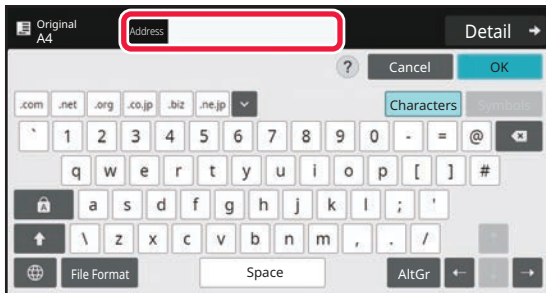 Original
A4
Address
Detail →
? Cancel OK
.com .net .org .co.jp .biz .ne.jp Characters Symbols
` 1 2 3 4 5 6 7 8 9 0 - = @
q w e r t y u i o p [ ] #
A a s d f g h j k l ; '
\ z x c v b n m , . /
File Format Space AltGr ← ↓ →